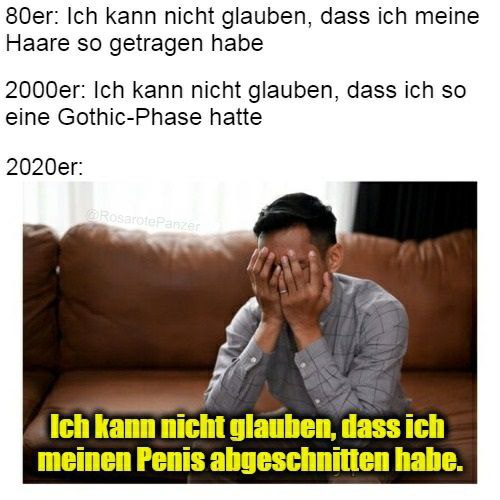 80er: Ich kann nicht glauben, dass ich meine
Haare so getragen habe
2000er: Ich kann nicht glauben, dass ich so
eine Gothic-Phase hatte
2020er:
@RosarotePanzer
Ich kann nicht glauben, dass ich
meinen Penis abgeschnitten habe.